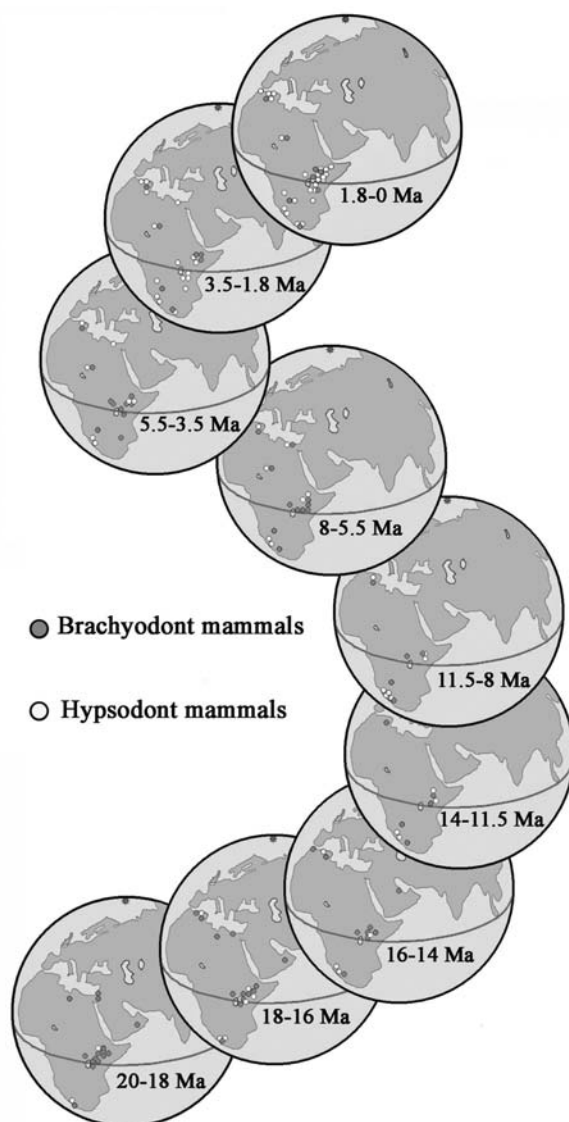 1.8-0 Ma
3.5-1.8 Ma
5.5-3.5 Ma
8-5.5 Ma
Brachyodont mammals
11.5-8 Ma
Hypsodont mammals
14-11.5 Ma
16-14 Ma
18-16 Ma
20-18 Ma